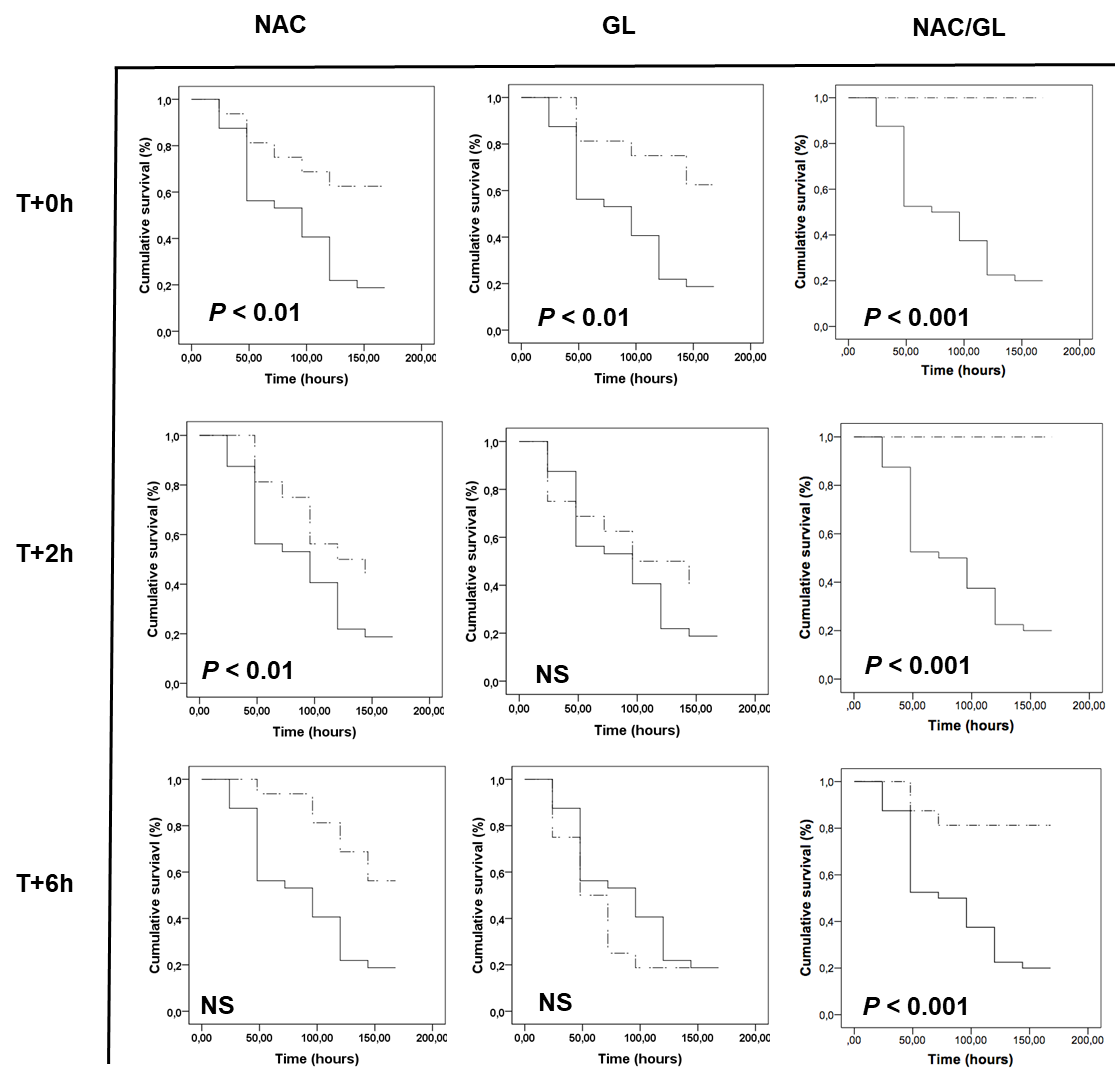 NAC GL NAC/GL
T+0h
Cumulative survival (%)
1,0
0,8
0,6
0,4
0,2
0,0
P < 0.01
0,00 50,00 100,00 150,00 200,00
Time (hours)
Cumulative survival (%)
1,0
0,8
0,6
0,4
0,2
0,0
P < 0.01
0,00 50,00 100,00 150,00 200,00
Time (hours)
Cumulative survival (%)
1,0
0,8
0,6
0,4
0,2
0,0
P < 0.001
,00 50,00 100,00 150,00 200,00
Time (hours)
T+2h
Cumulative survival (%)
1,0
0,8
0,6
0,4
0,2
0,0
P < 0.01
0,00 50,00 100,00 150,00 200,00
Time (hours)
Cumulative survival (%)
1,0
0,8
0,6
0,4
0,2
0,0
NS
0,00 50,00 100,00 150,00 200,00
Time (hours)
Cumulative survival (%)
1,0
0,8
0,6
0,4
0,2
0,0
P < 0.001
,00 50,00 100,00 150,00 200,00
Time (hours)
T+6h
Cumulative surviavl (%)
1,0
0,8
0,6
0,4
0,2
0,0
NS
0,00 50,00 100,00 150,00 200,00
Time (hours)
Cumulative survival (%)
1,0
0,8
0,6
0,4
0,2
0,0
NS
0,00 50,00 100,00 150,00 200,00
Time (hours)
Cumulative survival (%)
1,0
0,8
0,6
0,4
0,2
0,0
P < 0.001
,00 50,00 100,00 150,00 200,00
Time (hours)